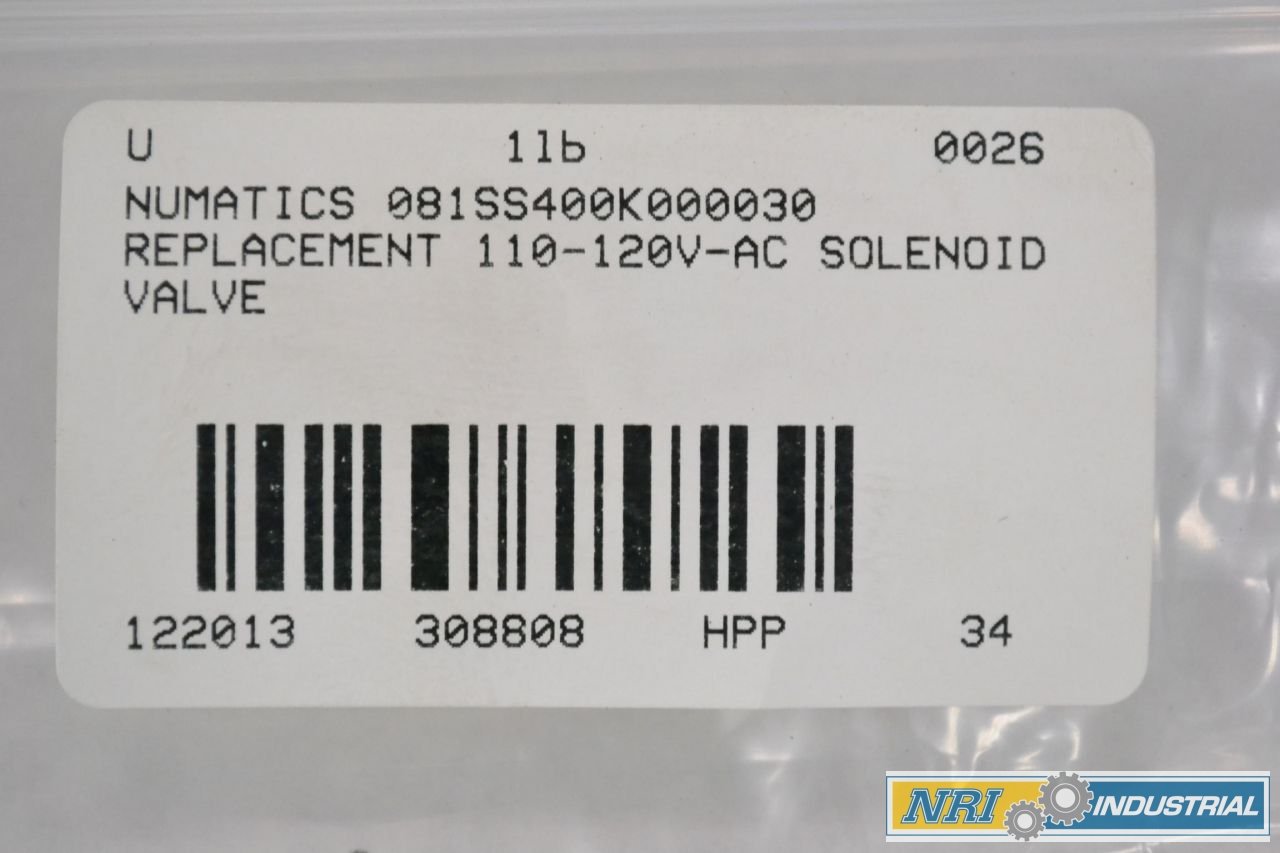 U 1lb 0026
NUMATICS 081SS400K000030
REPLACEMENT 110-120V-AC SOLENOID
VALVE
122013 308808 HPP 34
NRI INDUSTRIAL